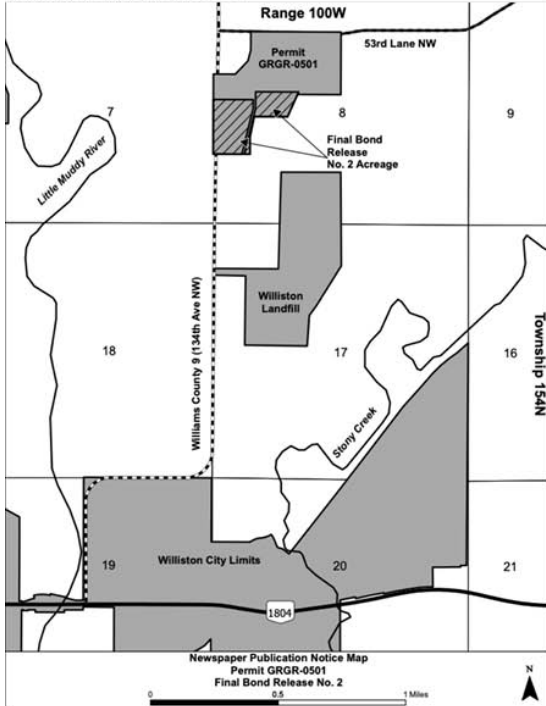 Range 100W
53rd Lane NW
Permit
GRGR-0501
7
8
9
Final Bond
Release
No. 2 Acreage
Little Muddy River
Williston
Landfill
Williams County 9 (134th Ave NW)
18
17
16
Township 154N
Stony Creek
19
Williston City Limits
20
21
1804
Newspaper Publication Notice Map
Permit GRGR-0501
Final Bond Release No. 2
0
0.5
1 Miles
N